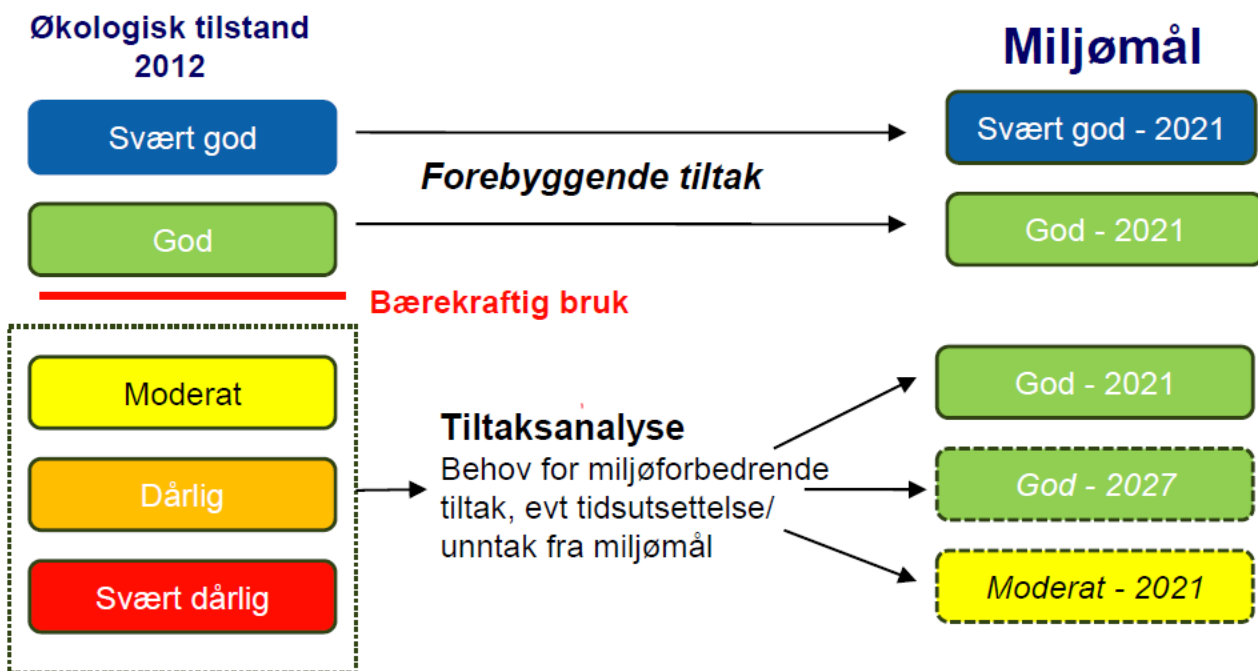 Økologisk tilstand
2012
Miljømål
Svært god
Svært god - 2021
Forebyggende tiltak
God
God - 2021
Bærekraftig bruk
Moderat
Dårlig
Svært dårlig
Tiltaksanalyse
Behov for miljøforbedrende
tiltak, evt tidsutsettelse/
unntak fra miljømål
God - 2021
God - 2027
Moderat - 2021